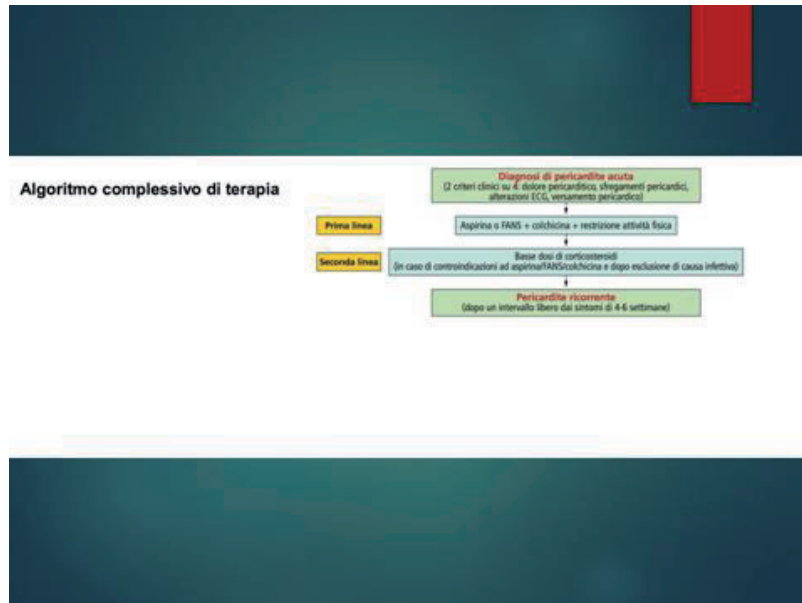 Algoritmo complessivo di terapia
Diagnosi di pericardite acuta
(2 criteri clinici su 4: dolore pericarditico, sfregamenti pericardici,
alterazioni ECG, versamento pericardico)
Prima linea
Aspirina o FANS + colchicina + restrizione attività fisica
Seconda linea
Basse dosi di corticosteroidi
(in caso di controindicazioni ad aspirina/FANS/colchicina e dopo esclusione di causa infettiva)
Pericardite ricorrente
(dopo un intervallo libero dai sintomi di 4-6 settimane)